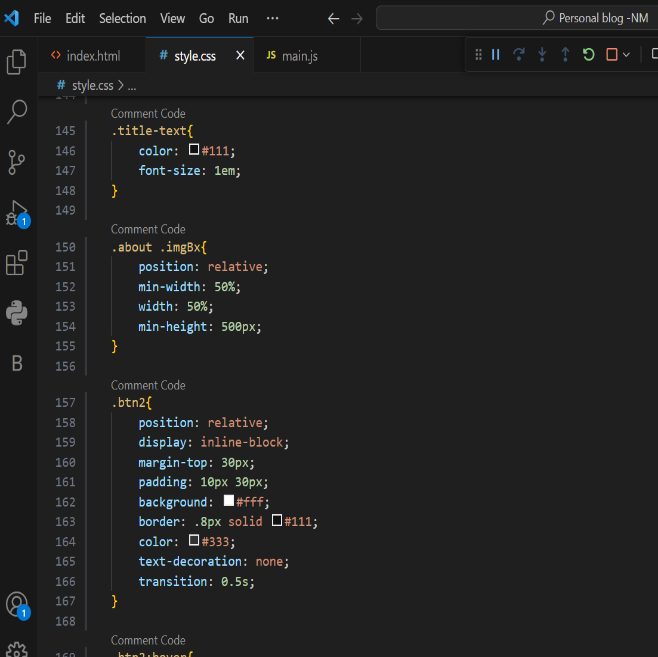 File Edit Selection View Go Run ··· Personal blog -NM
index.html # style.css × JS main.js
# style.css > ...
144
Comment Code
145 .title-text{
146 color: #111;
147 font-size: 1em;
148 }
149
Comment Code
150 .about .imgBx{
151 position: relative;
152 min-width: 50%;
153 width: 50%;
154 min-height: 500px;
155 }
156
Comment Code
157 .btn2{
158 position: relative;
159 display: inline-block;
160 margin-top: 30px;
161 padding: 10px 30px;
162 background: #fff;
163 border: .8px solid #111;
164 color: #333;
165 text-decoration: none;
166 transition: 0.5s;
167 }
168
Comment Code
169 .btn2:hover{
1
B
1